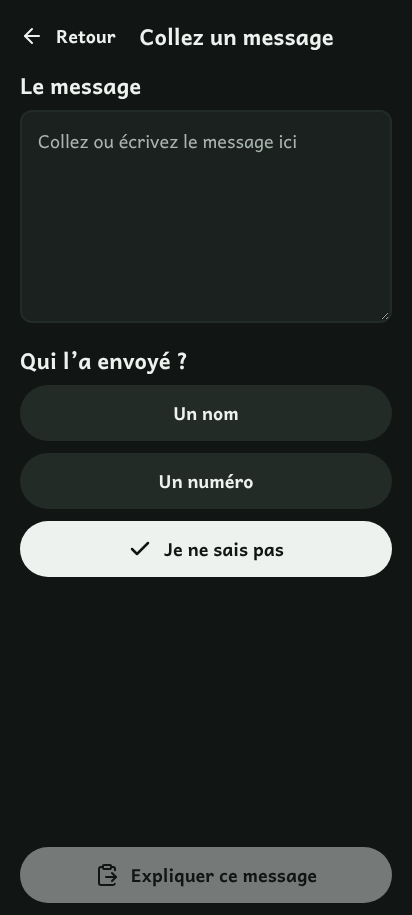 Retour
Collez un message
Le message
Collez ou écrivez le message ici
Qui l’a envoyé ?
Un nom
Un numéro
Je ne sais pas
Expliquer ce message